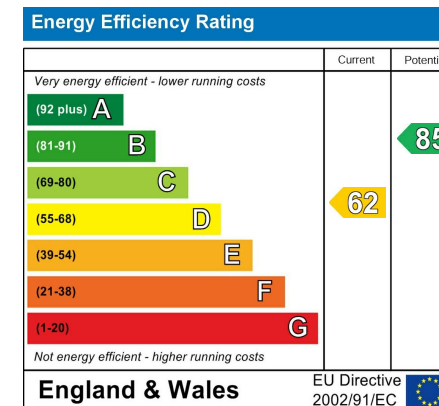 Energy Efficiency Rating
Current Potenti
Very energy efficient - lower running costs
(92 plus) A
(81-91) B
85
(69-80) C
(55-68) D
62
(39-54) E
(21-38) F
(1-20) G
Not energy efficient - higher running costs
England & Wales
EU Directive
2002/91/EC